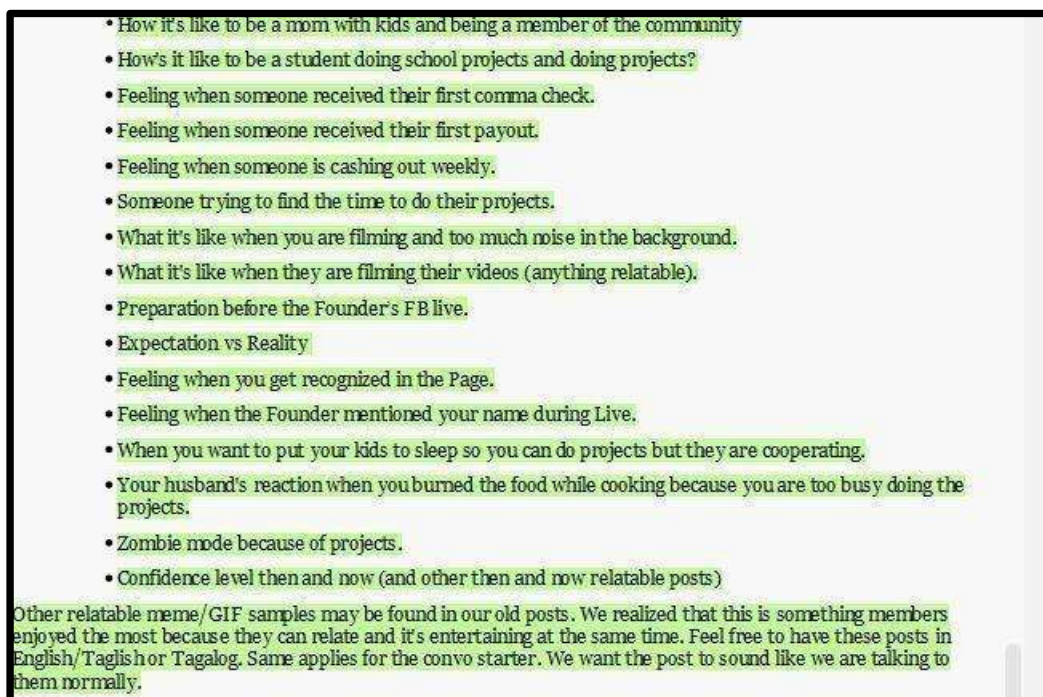 • How it's like to be a mom with kids and being a member of the community
• How's it like to be a student doing school projects and doing projects?
• Feeling when someone received their first comma check.
• Feeling when someone received their first payout.
• Feeling when someone is cashing out weekly.
• Someone trying to find the time to do their projects.
• What it's like when you are filming and too much noise in the background.
• What it's like when they are filming their videos (anything relatable).
• Preparation before the Founder's FB live.
• Expectation vs Reality
• Feeling when you get recognized in the Page.
• Feeling when the Founder mentioned your name during Live.
• When you want to put your kids to sleep so you can do projects but they are cooperating.
• Your husband's reaction when you burned the food while cooking because you are too busy doing the
projects.
• Zombie mode because of projects.
• Confidence level then and now (and other then and now relatable posts)
Other relatable meme/GIF samples may be found in our old posts. We realized that this is something members
enjoyed the most because they can relate and it's entertaining at the same time. Feel free to have these posts in
English/Taglish or Tagalog. Same applies for the convo starter. We want the post to sound like we are talking to
them normally.